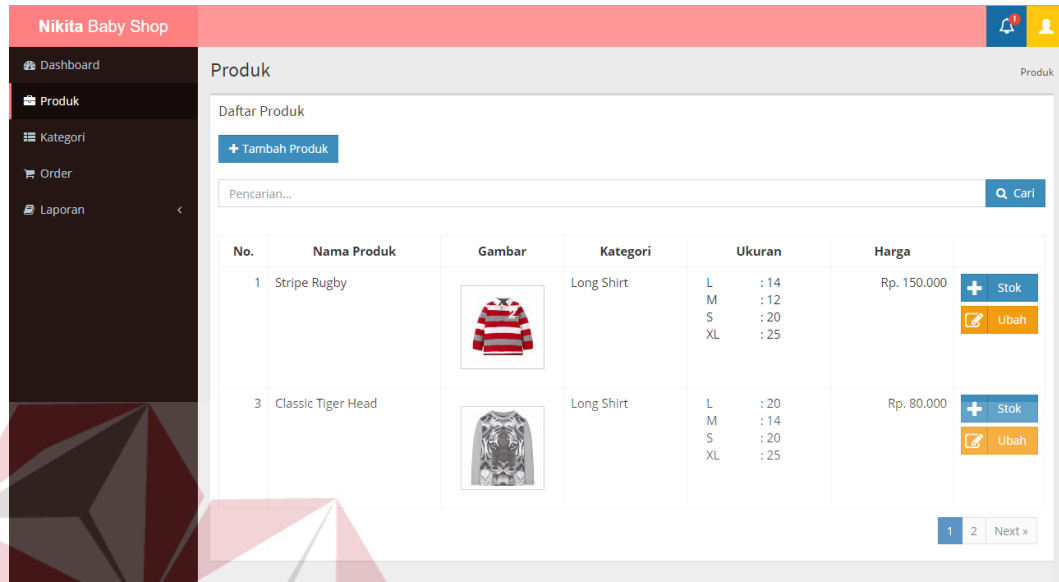 Nikita Baby Shop
Dashboard
Produk
Kategori
Order
Laporan
Produk
Produk
Daftar Produk
Tambah Produk
Pencarian...
Cari
No. Nama Produk Gambar Kategori Ukuran Harga
1 Stripe Rugby Long Shirt L : 14 Rp. 150.000 Stok
M : 12
S : 20 Ubah
XL : 25
3 Classic Tiger Head Long Shirt L : 20 Rp. 80.000 Stok
M : 14
S : 20 Ubah
XL : 25
1 2 Next »